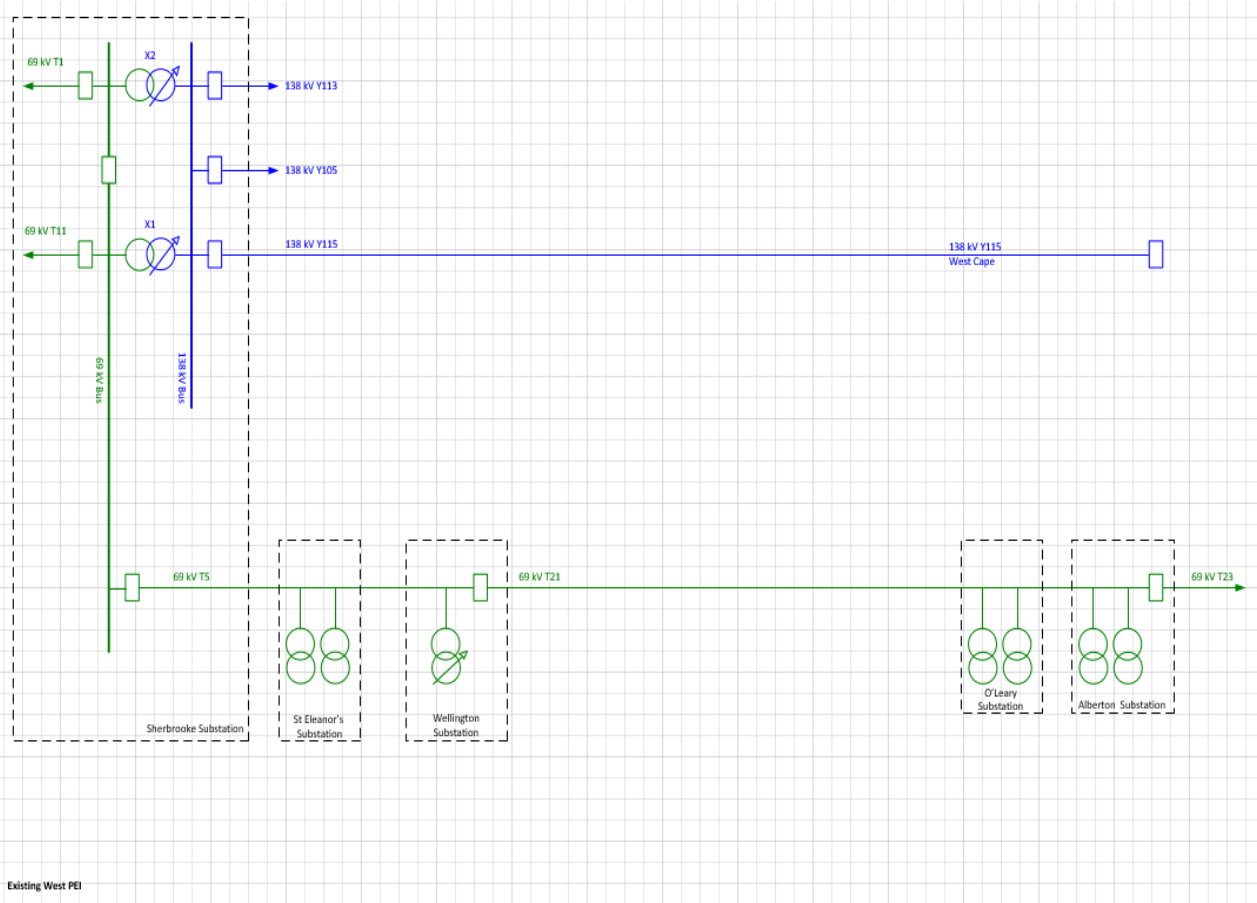 X2
69 kV T1
138 kV Y113
138 kV Y105
X1
69 kV T11
138 kV Y115
138 kV Y115
West Cape
69 kV Bus
138 kV Bus
69 kV T5
69 kV T21
69 kV T23
Sherbrooke Substation
St Eleanor's
Substation
Wellington
Substation
O'Leary
Substation
Alberton Substation
Existing West PEI